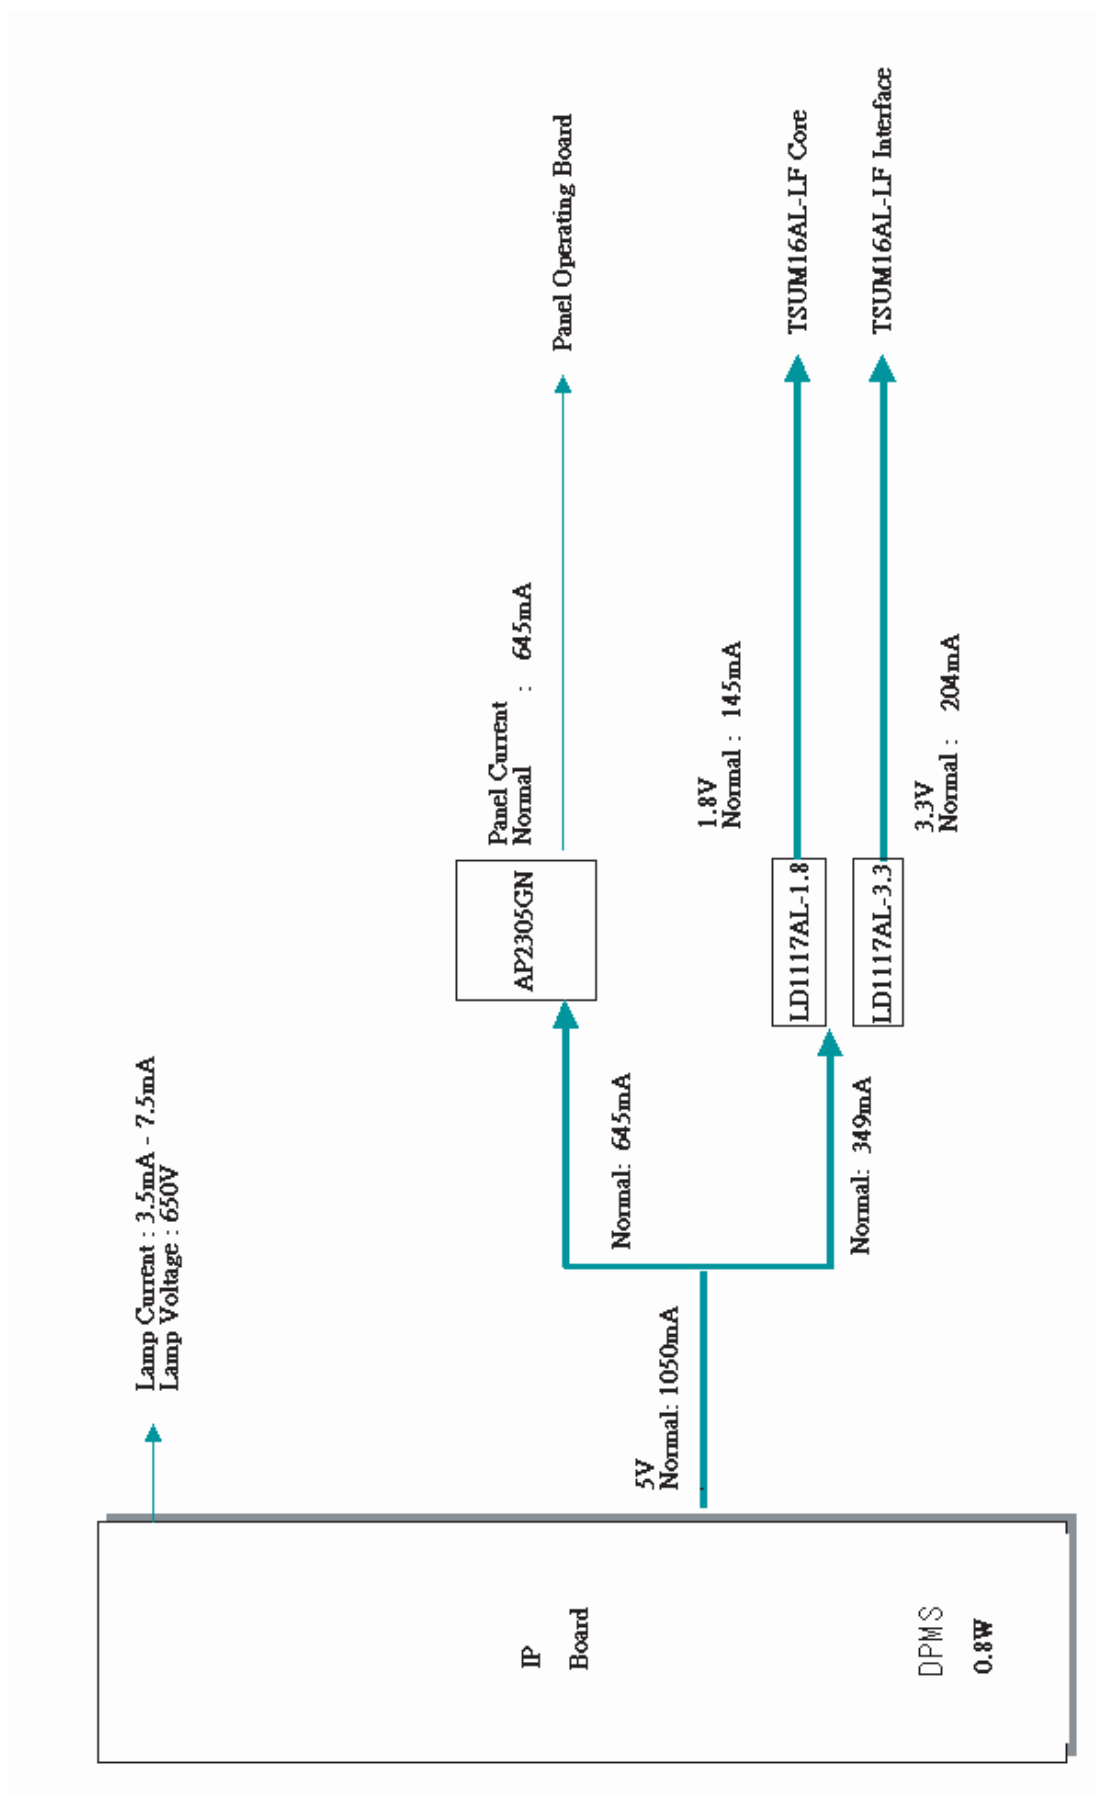 Lamp Current : 3.5mA - 7.5mA
Lamp Voltage : 650V
Panel Current
Normal : 645mA
AP2305GN
Panel Operating Board
IP
Board
Normal: 645mA
5V
Normal: 1050mA
1.8V
Normal : 145mA
LD1117AL-1.8
TSUM16AL-LF Core
Normal: 349mA
LD1117AL-3.3
TSUM16AL-LF Interface
3.3V
Normal : 204mA
DPMS
0.8W